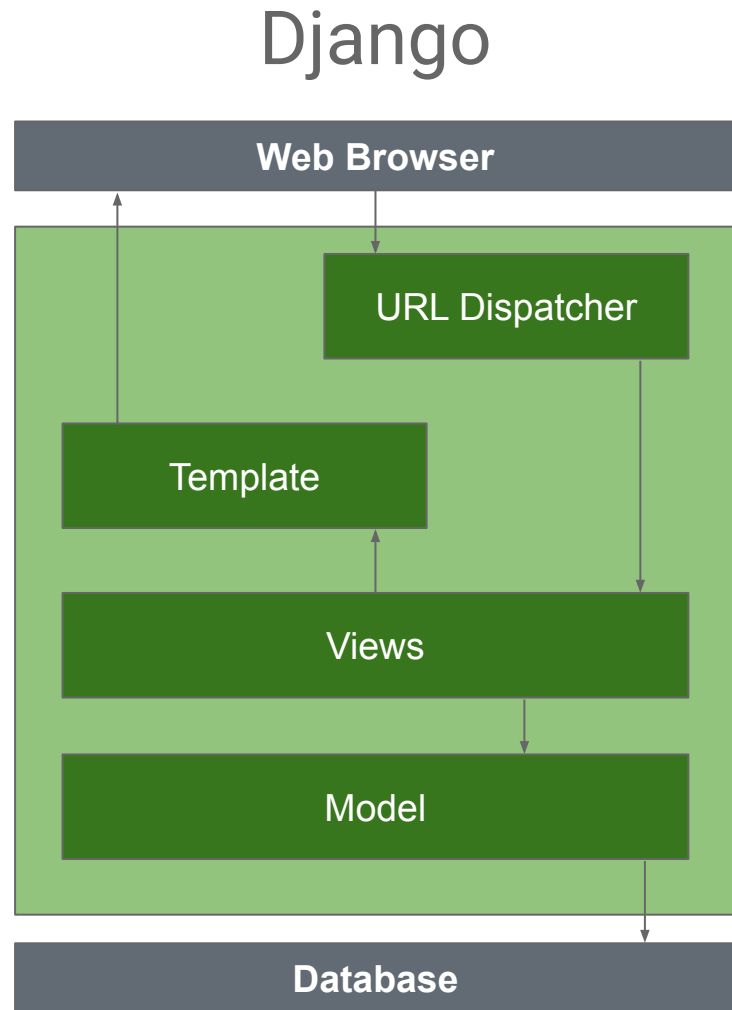 Django
Web Browser
URL Dispatcher
Template
Views
Model
Database